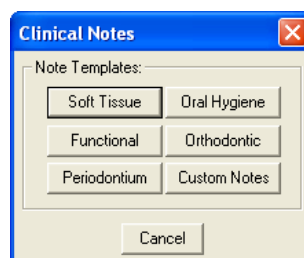 Clinical Notes
Note Templates:
Soft Tissue Oral Hygiene
Functional Orthodontic
Periodontium Custom Notes
Cancel